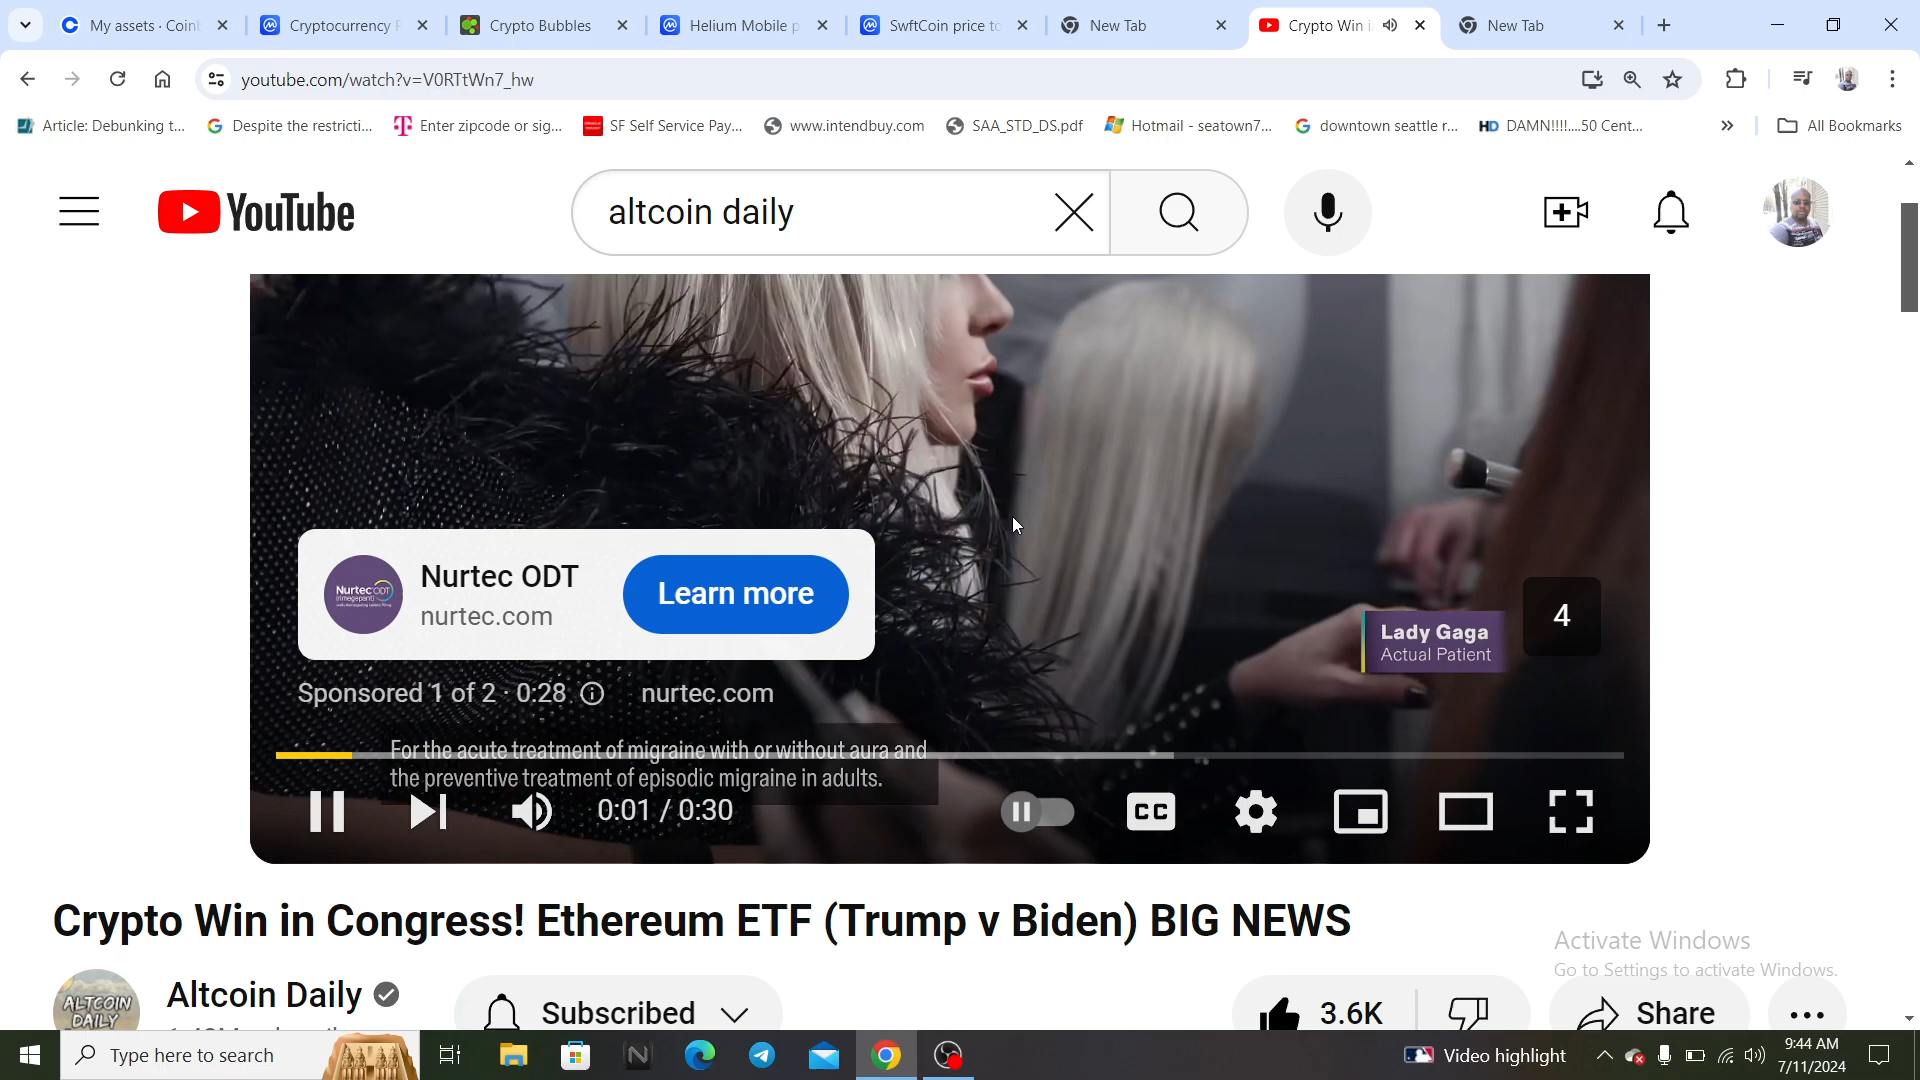 My assets · Coinb
Cryptocurrency P
Crypto Bubbles
Helium Mobile p
SwftCoin price to
New Tab
Crypto Win i
New Tab
youtube.com/watch?v=V0RTtWn7_hw
Article: Debunking t...
Despite the restricti...
Enter zipcode or sig...
SF Self Service Pay...
www.intendbuy.com
SAA_STD_DS.pdf
Hotmail - seatown7...
downtown seattle r...
HD DAMN!!!!....50 Cent...
All Bookmarks
YouTube
altcoin daily
Nurtec ODT
nurtec.com
Learn more
Lady Gaga
Actual Patient
4
Sponsored 1 of 2 · 0:28 nurtec.com
For the acute treatment of migraine with or without aura and
the preventive treatment of episodic migraine in adults.
0:01 / 0:30
CC
Crypto Win in Congress! Ethereum ETF (Trump v Biden) BIG NEWS
Activate Windows
Go to Settings to activate Windows.
ALTCOIN
DAILY
Altcoin Daily
Subscribed
3.6K
Share
Type here to search
Video highlight
9:44 AM
7/11/2024